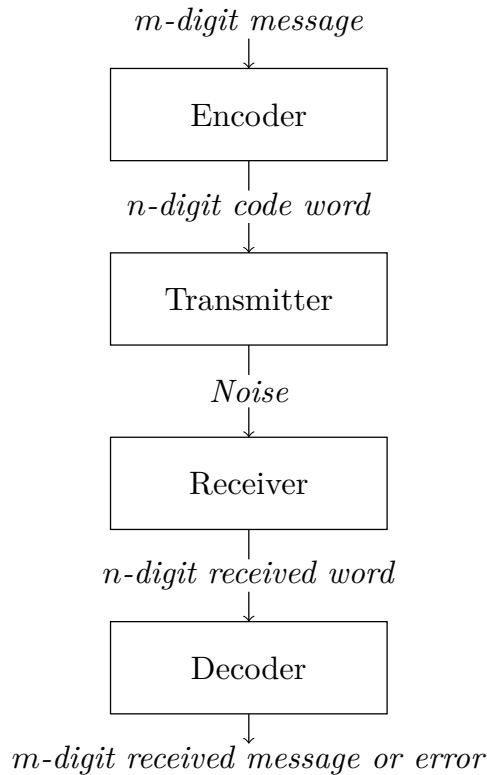 m-digit message
Encoder
n-digit code word
Transmitter
Noise
Receiver
n-digit received word
Decoder
m-digit received message or error